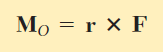 M_O = r × F